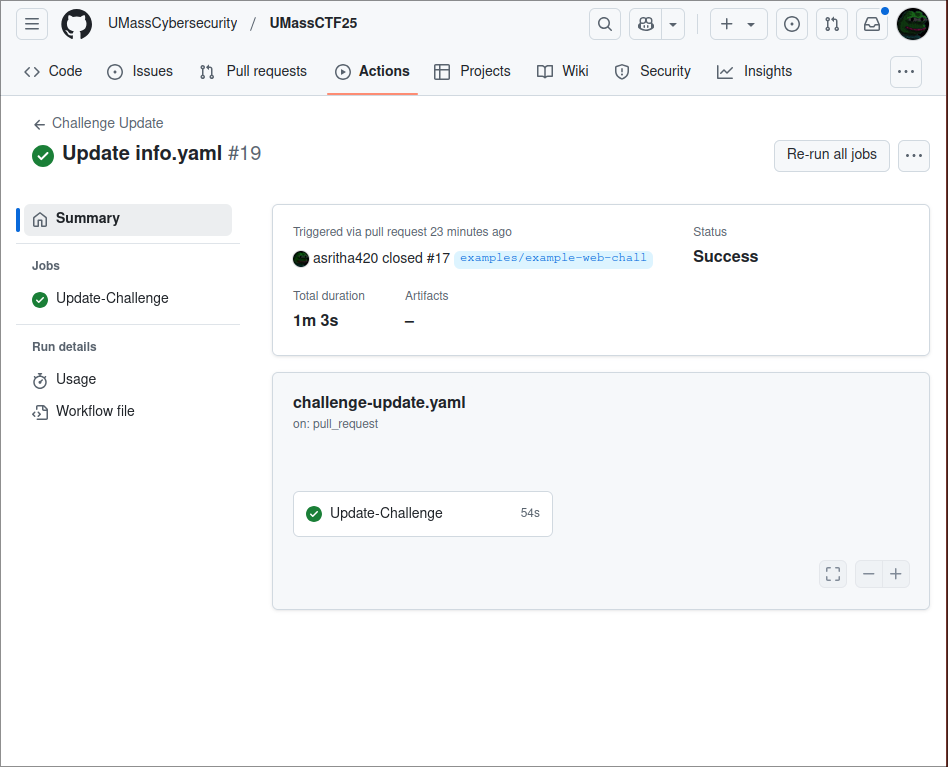 UMassCybersecurity / UMassCTF25
Code Issues Pull requests Actions Projects Wiki Security Insights
Challenge Update
Update info.yaml #19
Re-run all jobs
Summary
Jobs
Update-Challenge
Run details
Usage
Workflow file
Triggered via pull request 23 minutes ago
asritha420 closed #17 examples/example-web-chall
Status
Success
Total duration
1m 3s
Artifacts
–
challenge-update.yaml
on: pull_request
Update-Challenge 54s